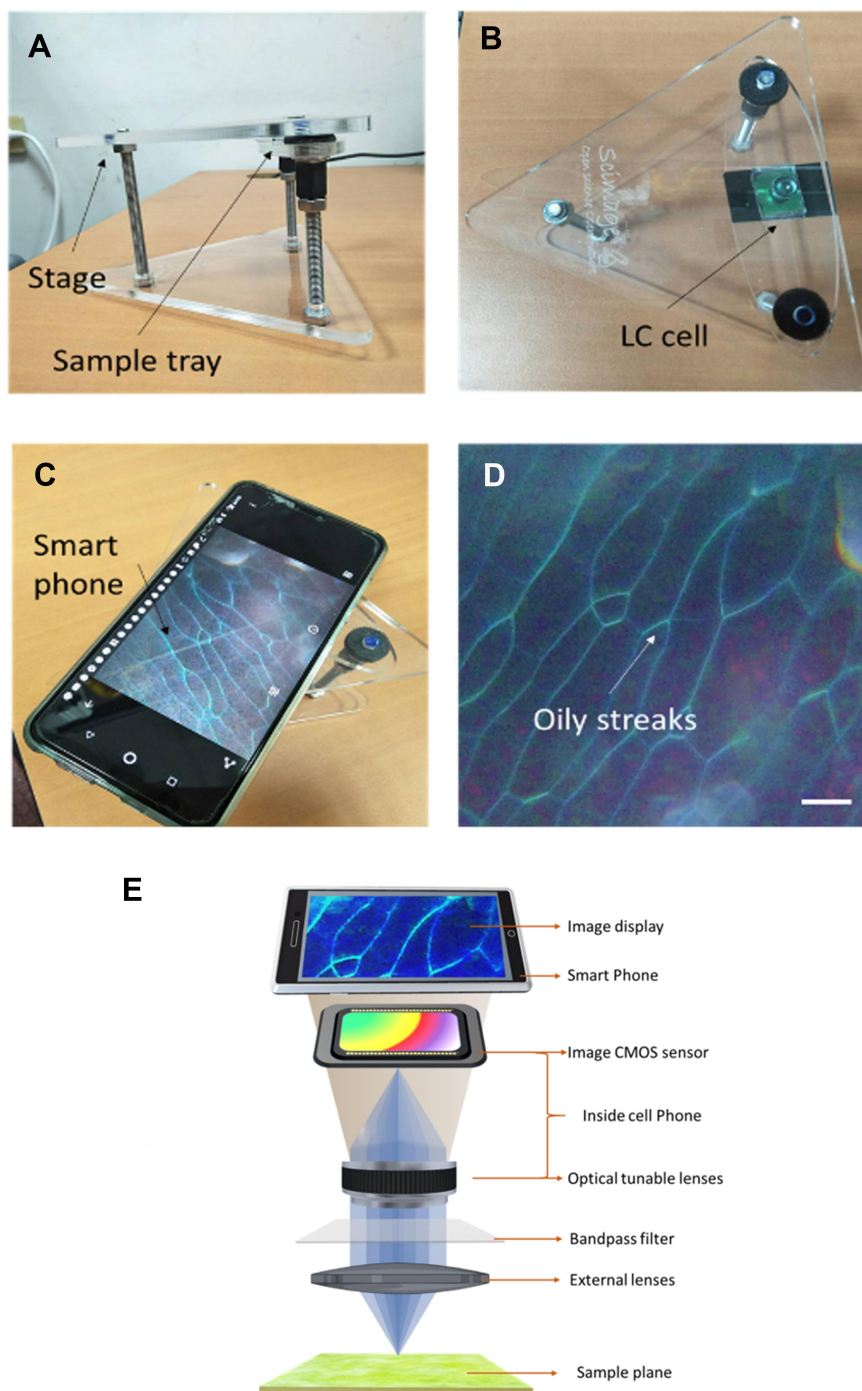 A
Stage
Sample tray
B
LC cell
C
Smart
phone
D
Oily streaks
E
Image display
Smart Phone
Image CMOS sensor
Inside cell Phone
Optical tunable lenses
Bandpass filter
External lenses
Sample plane